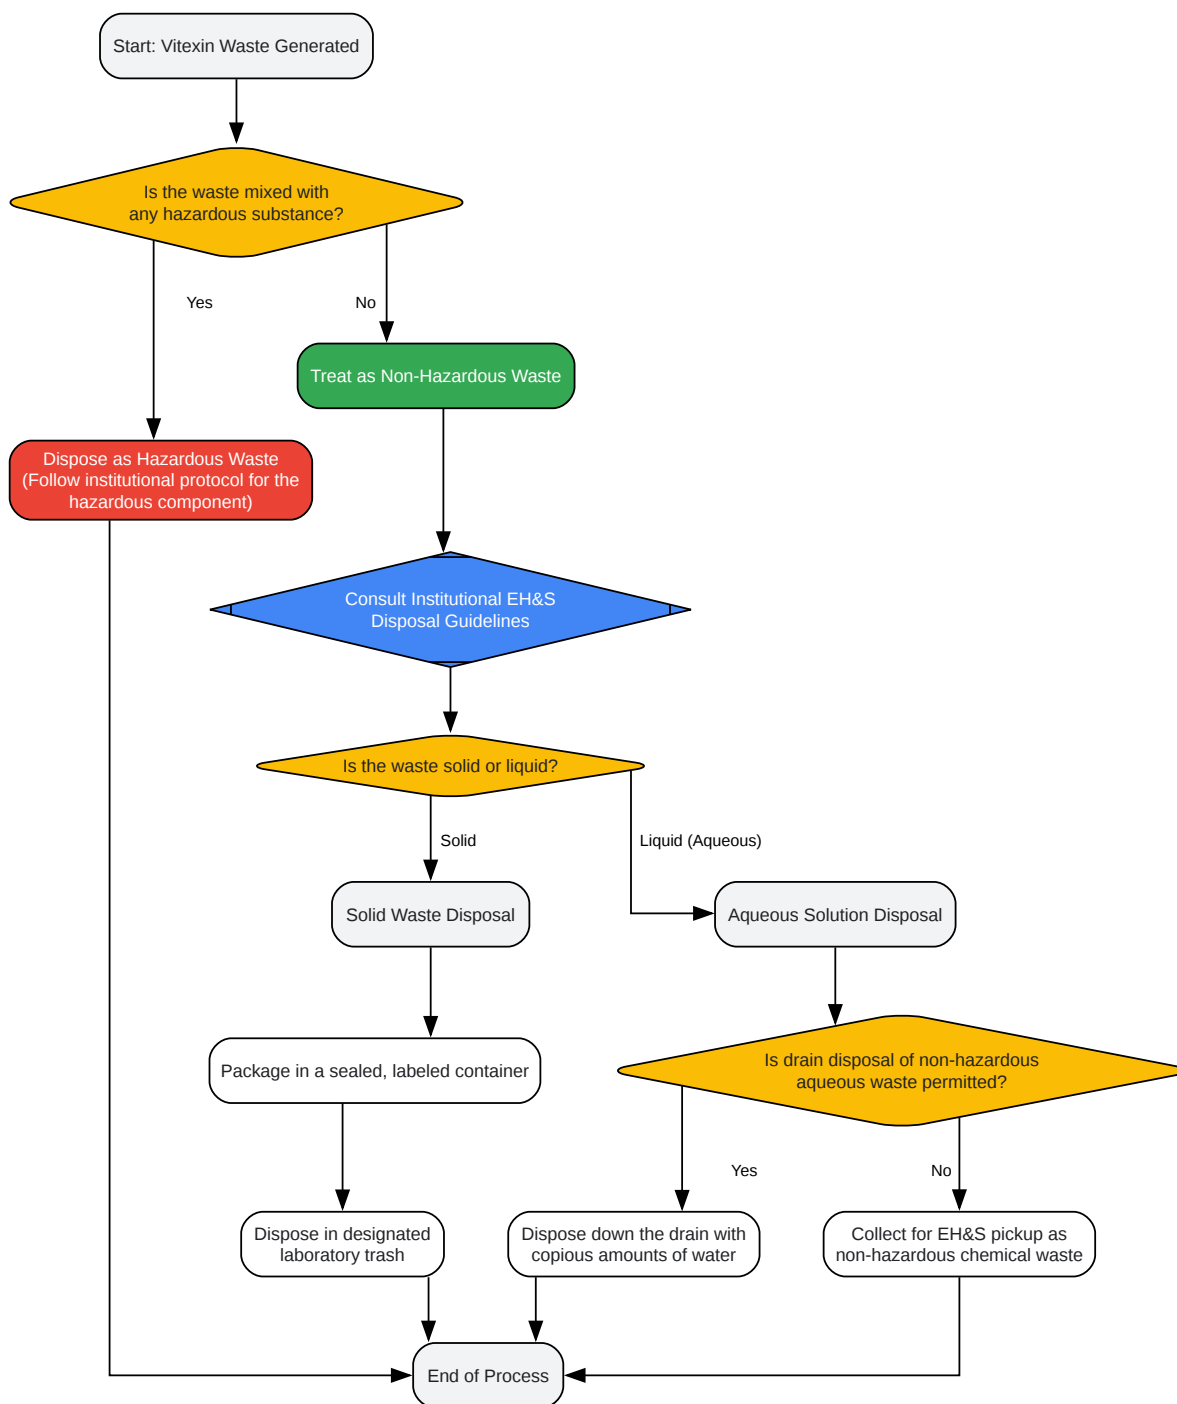 Start: Vitexin Waste Generated
Is the waste mixed with
any hazardous substance?
Yes
No
Treat as Non-Hazardous Waste
Dispose as Hazardous Waste
(Follow institutional protocol for the
hazardous component)
Consult Institutional EH&S
Disposal Guidelines
Is the waste solid or liquid?
Solid
Liquid (Aqueous)
Solid Waste Disposal
Aqueous Solution Disposal
Package in a sealed, labeled container
Is drain disposal of non-hazardous
aqueous waste permitted?
Yes
No
Dispose in designated
laboratory trash
Dispose down the drain with
copious amounts of water
Collect for EH&S pickup as
non-hazardous chemical waste
End of Process